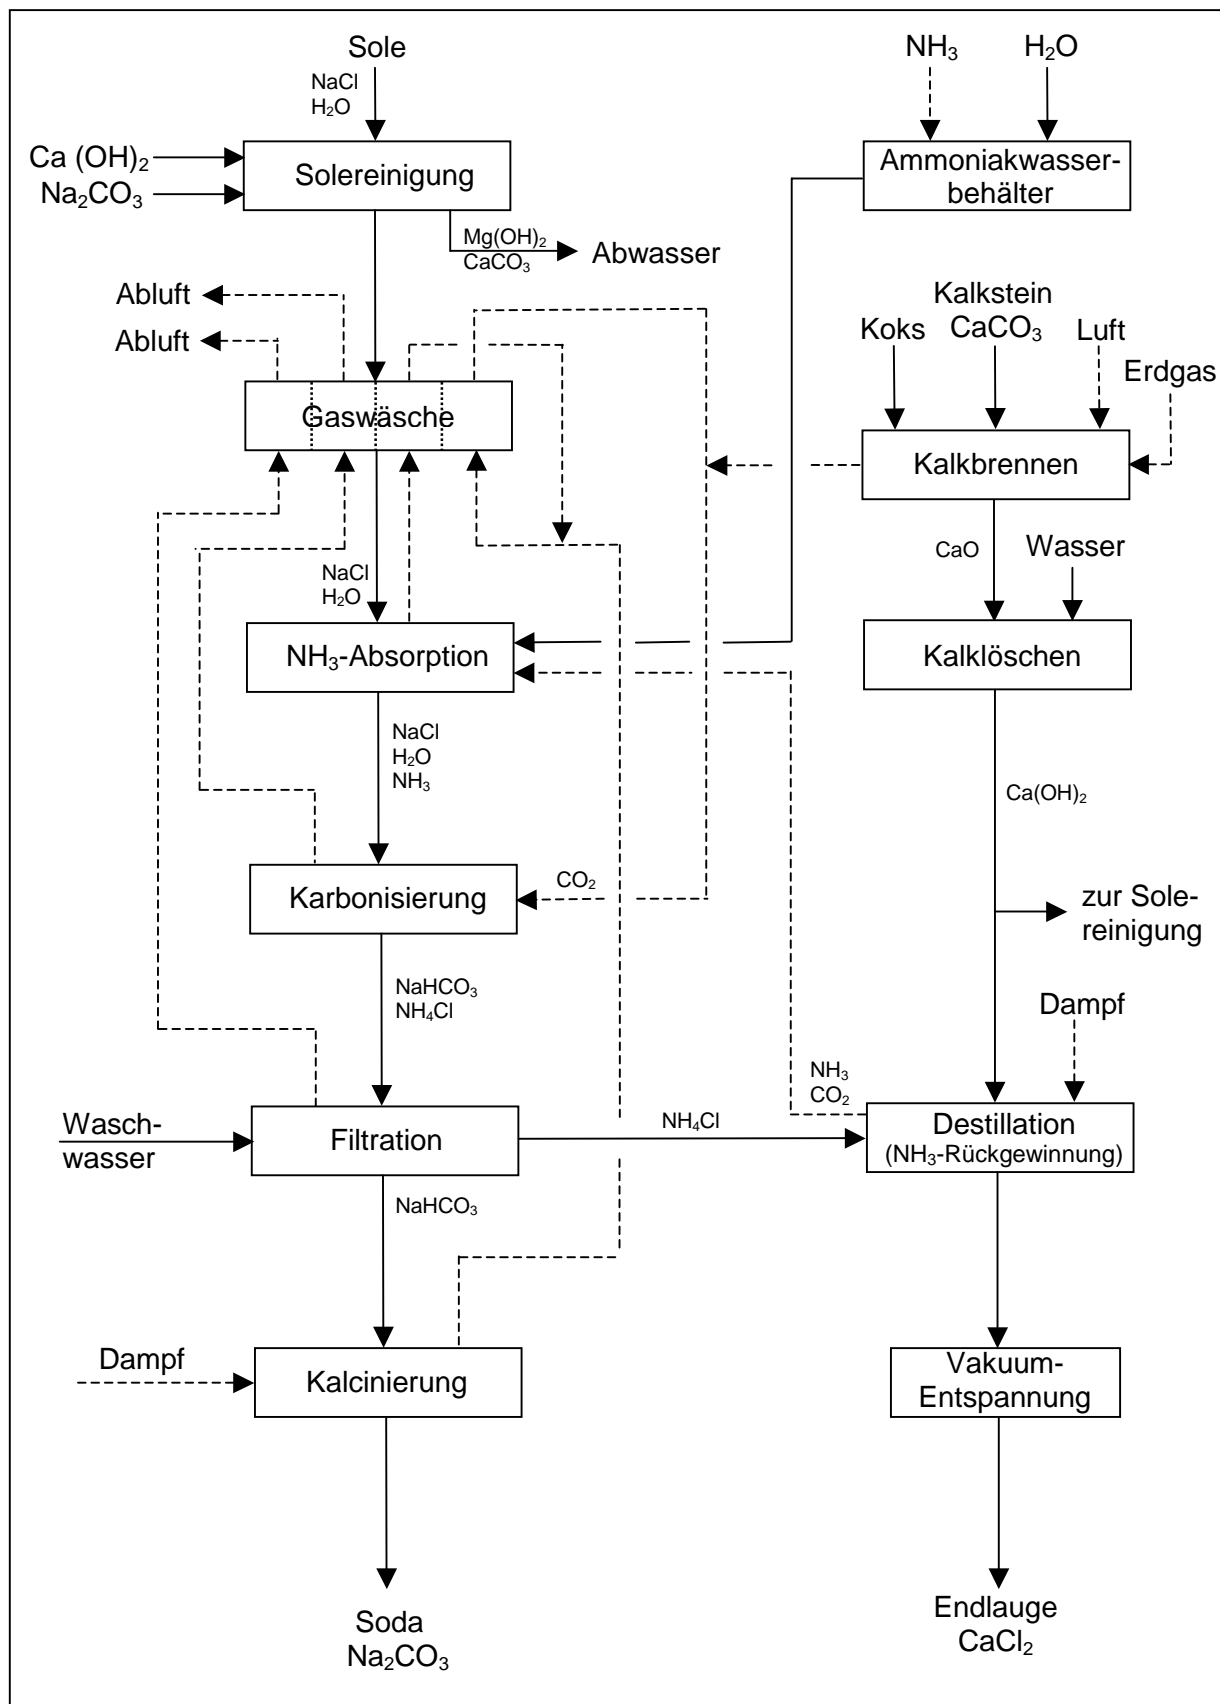 Sole
NH₃
H₂O
NaCl
H₂O
Ca (OH)₂
Na₂CO₃
Solereinigung
Ammoniakwasser-
behälter
Mg(OH)₂
CaCO₃
Abwasser
Abluft
Abluft
Koks
Kalkstein
CaCO₃
Luft
Erdgas
Gaswäsche
Kalkbrennen
CaO
Wasser
NaCl
H₂O
NH₃-Absorption
Kalklöschen
NaCl
H₂O
NH₃
Ca(OH)₂
Karbonisierung
CO₂
zur Sole-
reinigung
NaHCO₃
NH₄Cl
Dampf
NH₃
CO₂
Wasch-
wasser
Filtration
NH₄Cl
Destillation
(NH₃-Rückgewinnung)
NaHCO₃
Dampf
Kalcinierung
Vakuum-
Entspannung
Soda
Na₂CO₃
Endlauge
CaCl₂